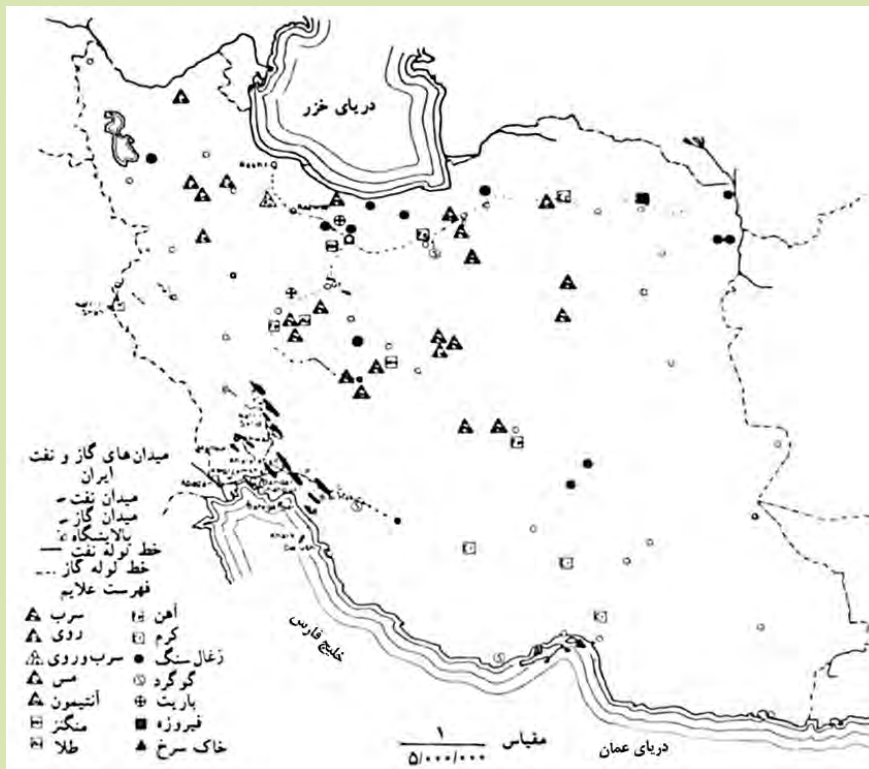 دریای خزر
Rasht
خلیج فارس
دریای عمان
میدان‌های گاز و نفت
ایران
میدان نفت
میدان گاز
پالایشگاه
خط لوله نفت
خط لوله گاز
فهرست علایم
سرب
روی
سرب و روی
مس
آنتیمون
منگنز
طلا
آهن
کرم
زغال سنگ
گوگرد
باریت
فیروزه
خاک سرخ
مقیاس ۱
۵/۰۰۰/۰۰۰